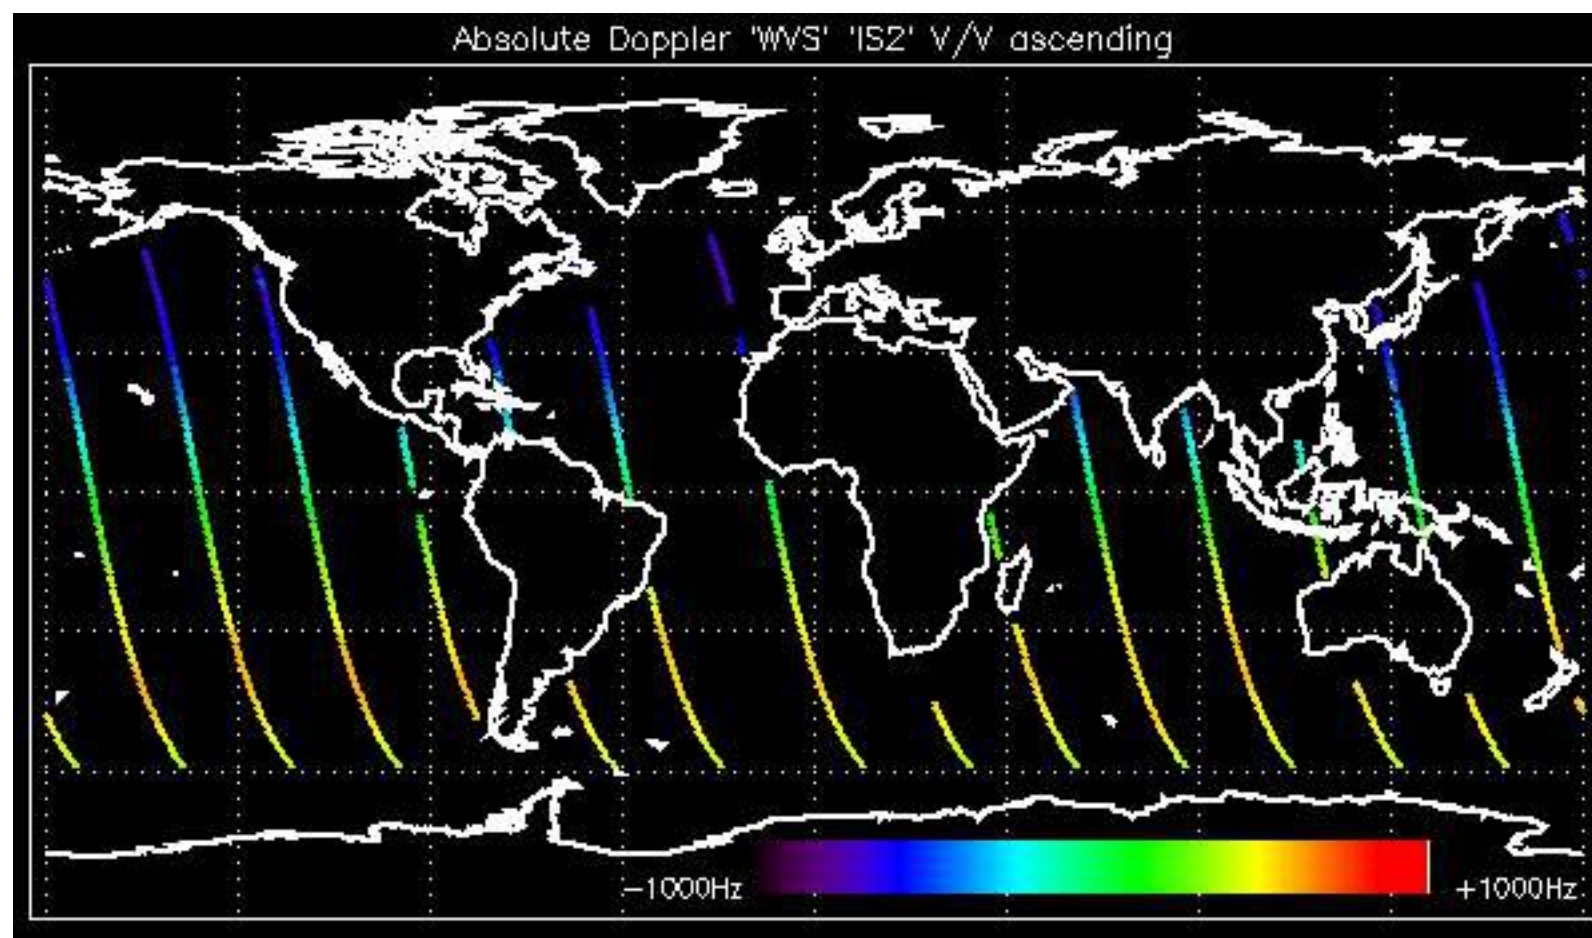 Absolute Doppler 'WVS' 'IS2' V/V ascending
-1000Hz +1000Hz